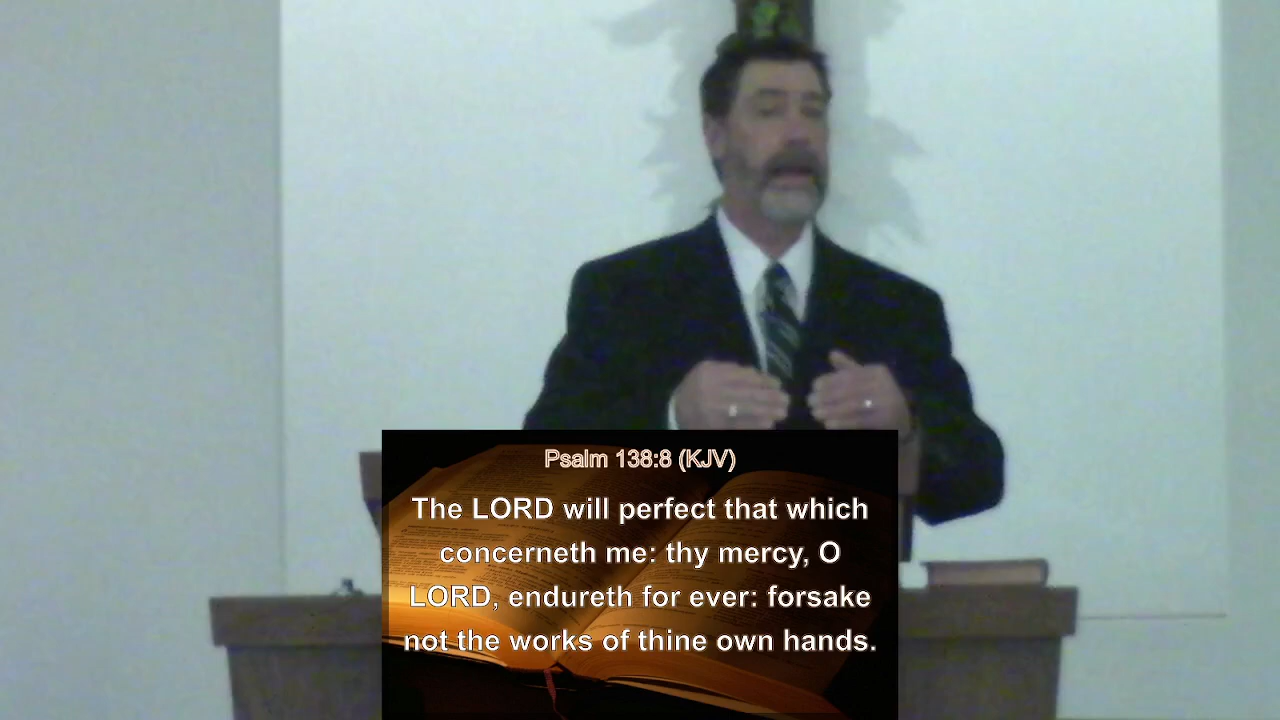 Psalm 138:8 (KJV)
The LORD will perfect that which
concerneth me: thy mercy, O
LORD, endureth for ever: forsake
not the works of thine own hands.